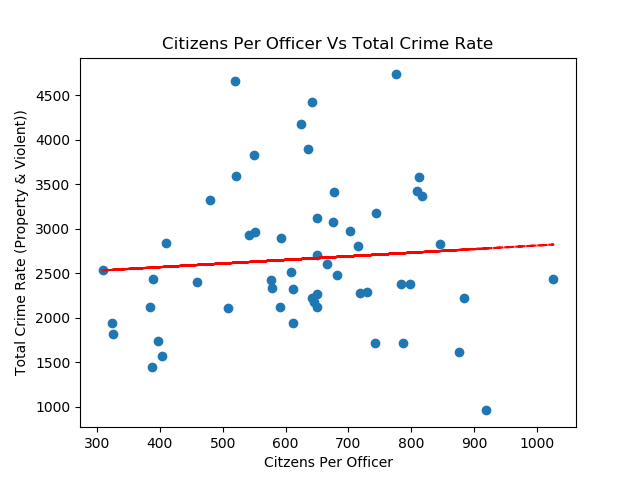 Citizens Per Officer Vs Total Crime Rate
Total Crime Rate (Property & Violent))
4500
4000
3500
3000
2500
2000
1500
1000
300 400 500 600 700 800 900 1000
Citzens Per Officer